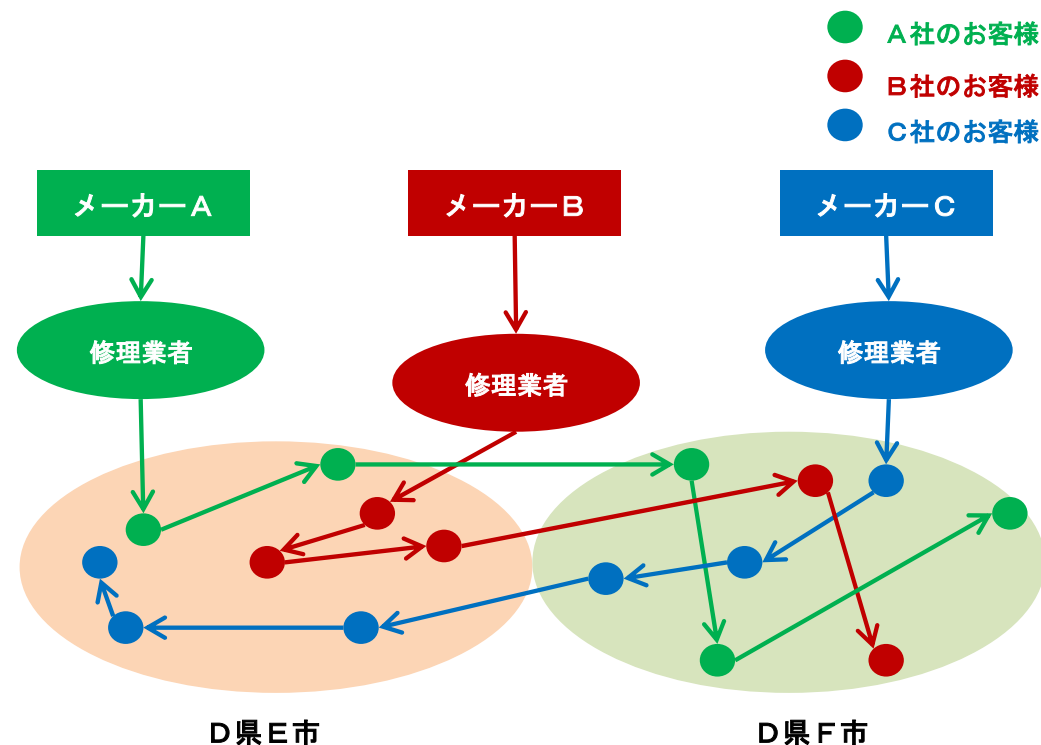 A社のお客様
B社のお客様
C社のお客様
メーカーA
メーカーB
メーカーC
修理業者
修理業者
修理業者
D県E市
D県F市